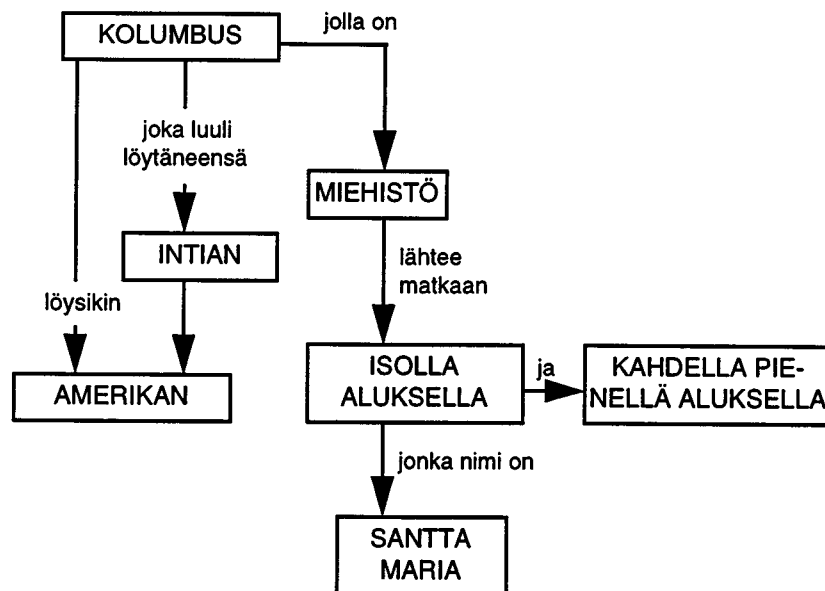 KOLUMBUS
jolla on
joka luuli
löytäneensä
MIEHISTÖ
INTIAN
lähtee
matkaan
löysikin
AMERIKAN
ISOLLA
ALUKSELLA
ja
KAHDELLA PIE-
NELLÄ ALUKSELLA
jonka nimi on
SANTTA
MARIA